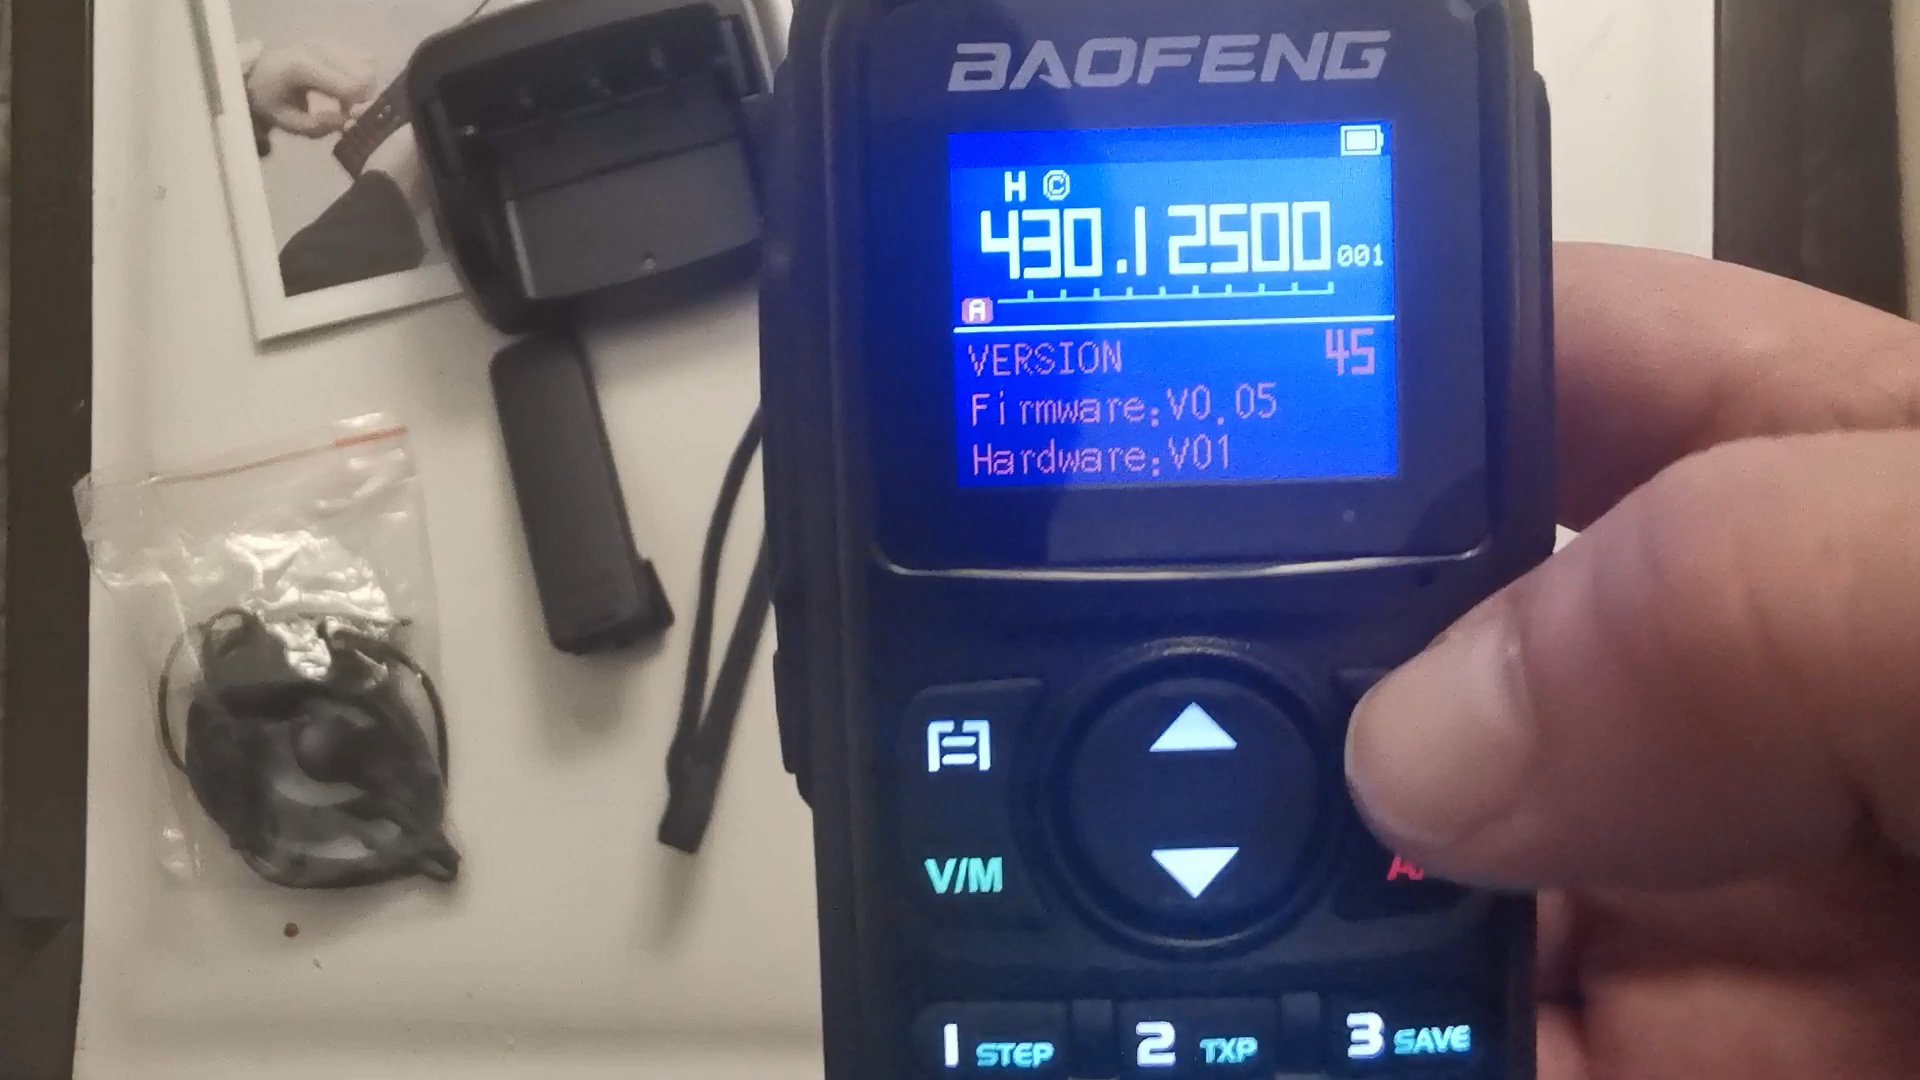 BAOFENG
H ©
430.12500 001
A
VERSION 45
Firmware:V0.05
Hardware:V01
V/M
1 STEP 2 TXP 3 SAVE